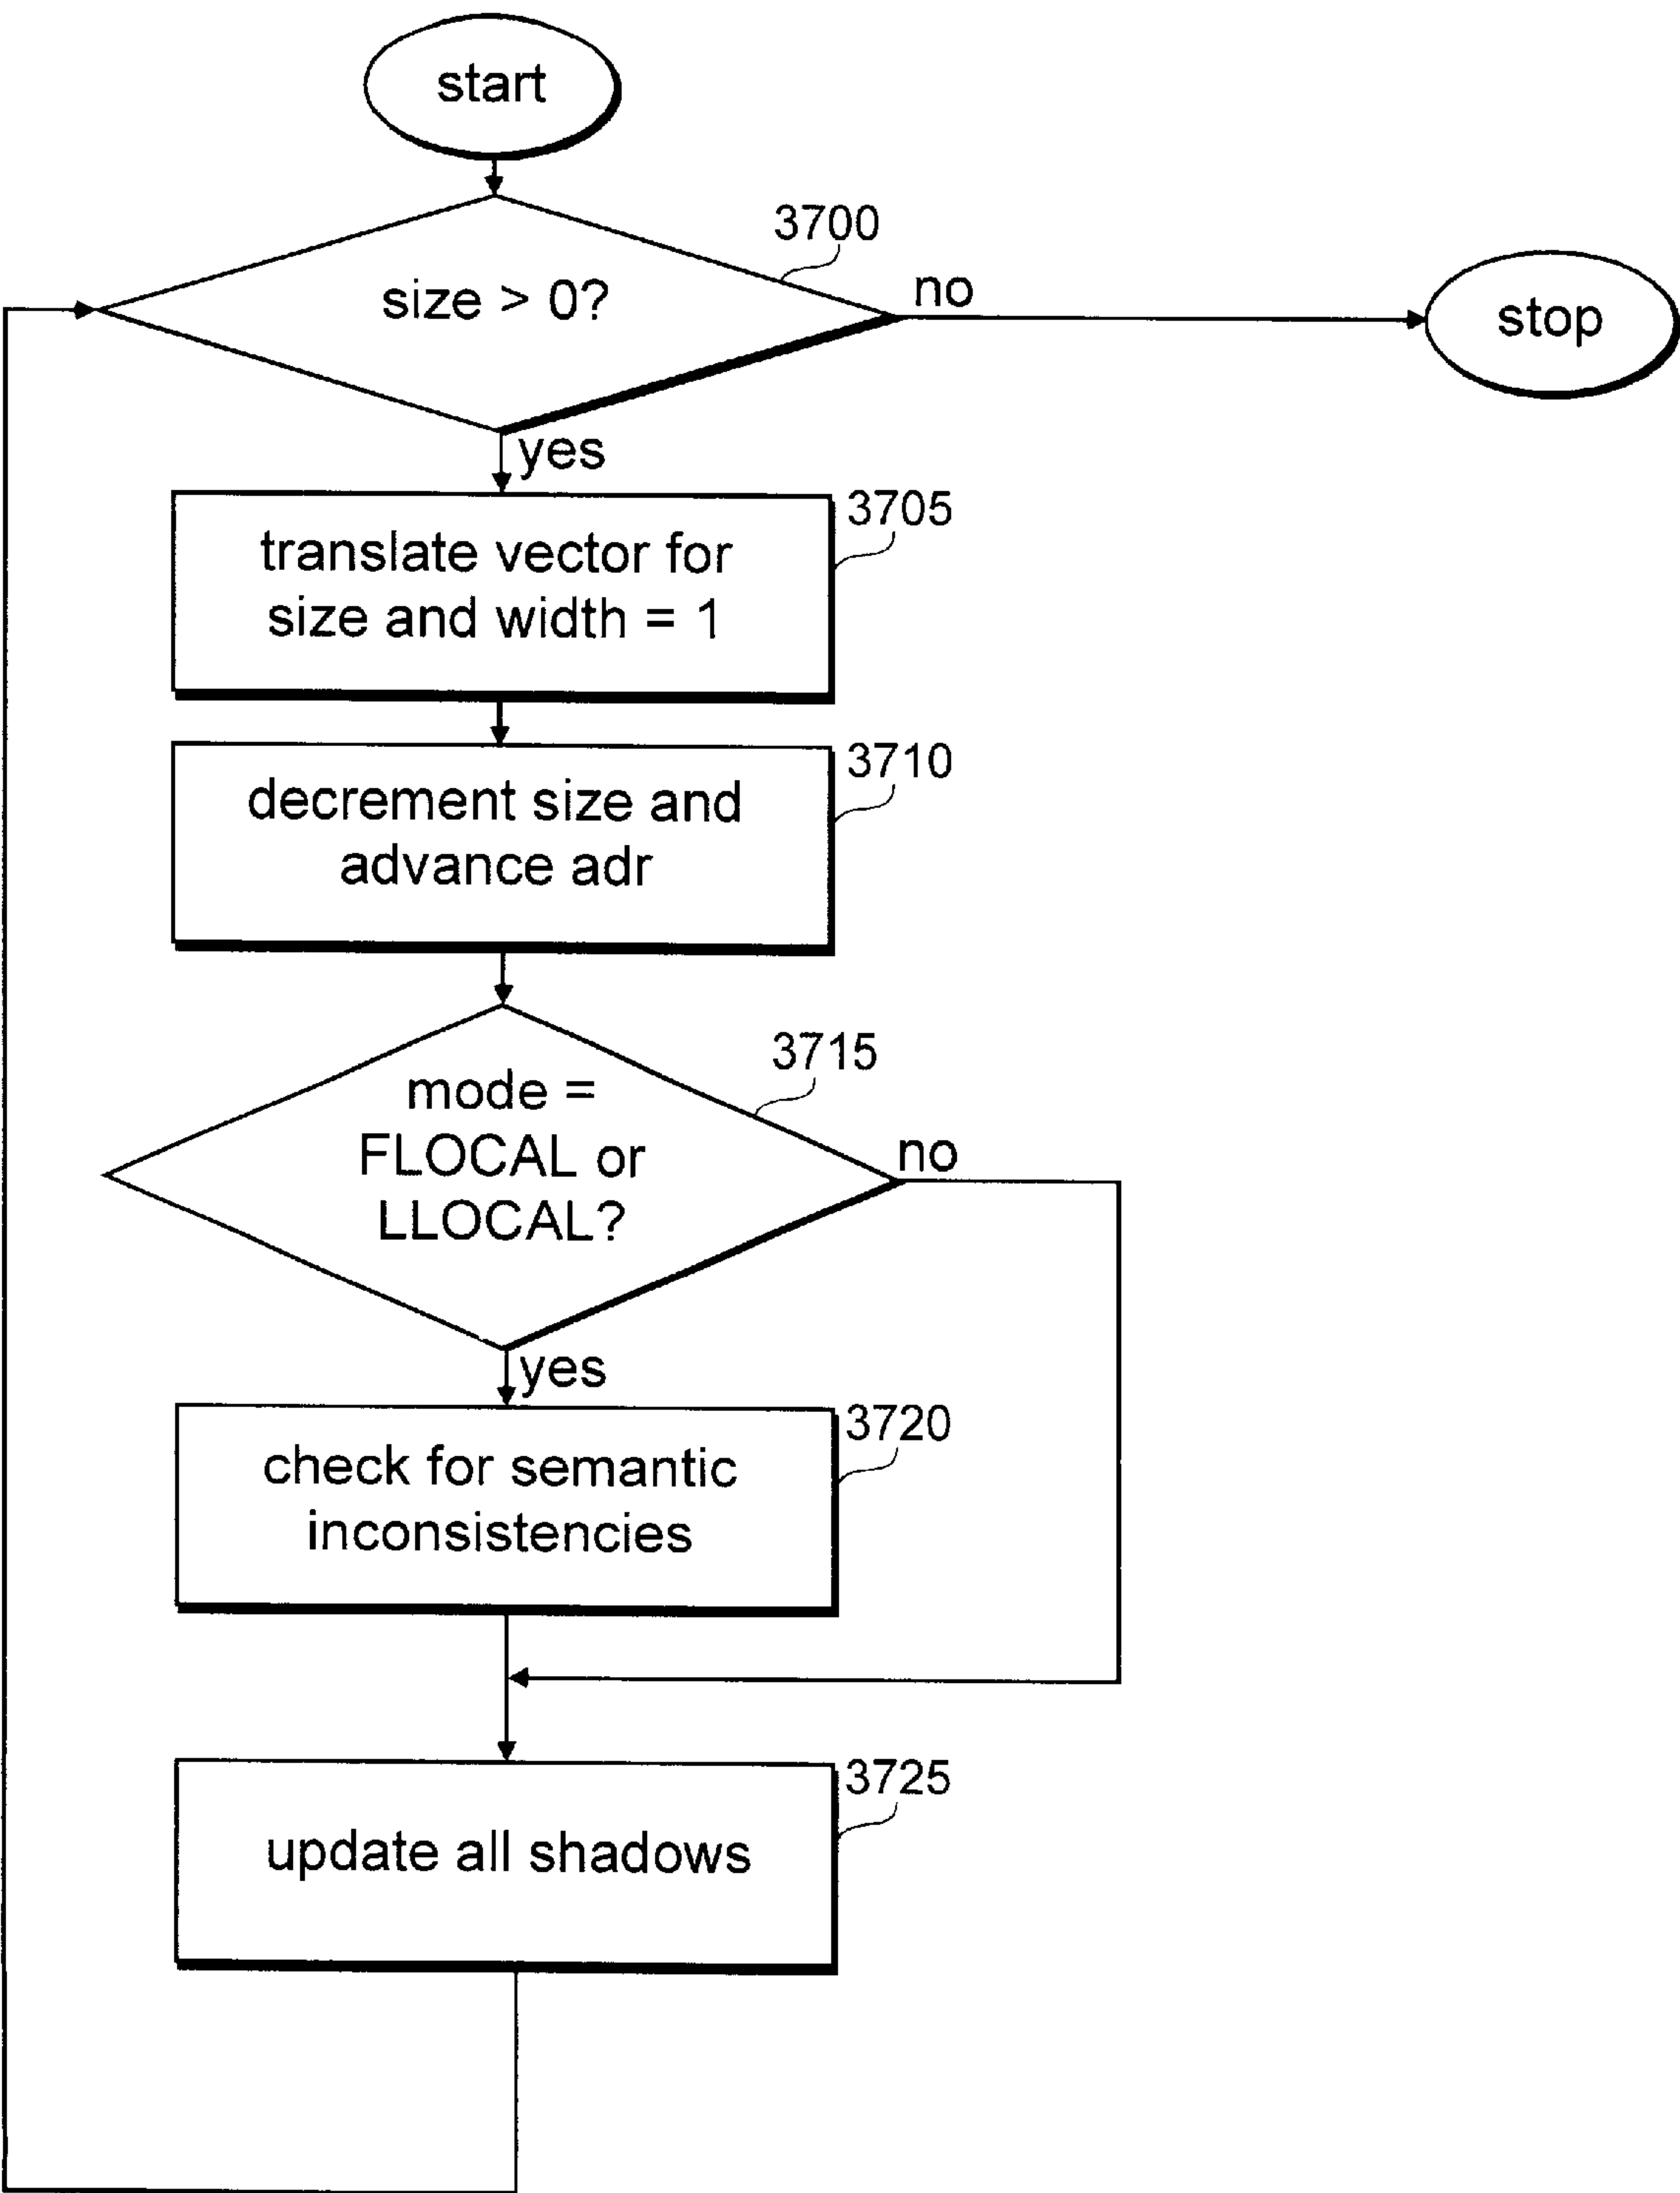 start
3700
size > 0?
no
stop
yes
3705
translate vector for
size and width = 1
3710
decrement size and
advance adr
3715
mode =
FLOCAL or
LLOCAL?
no
yes
3720
check for semantic
inconsistencies
3725
update all shadows